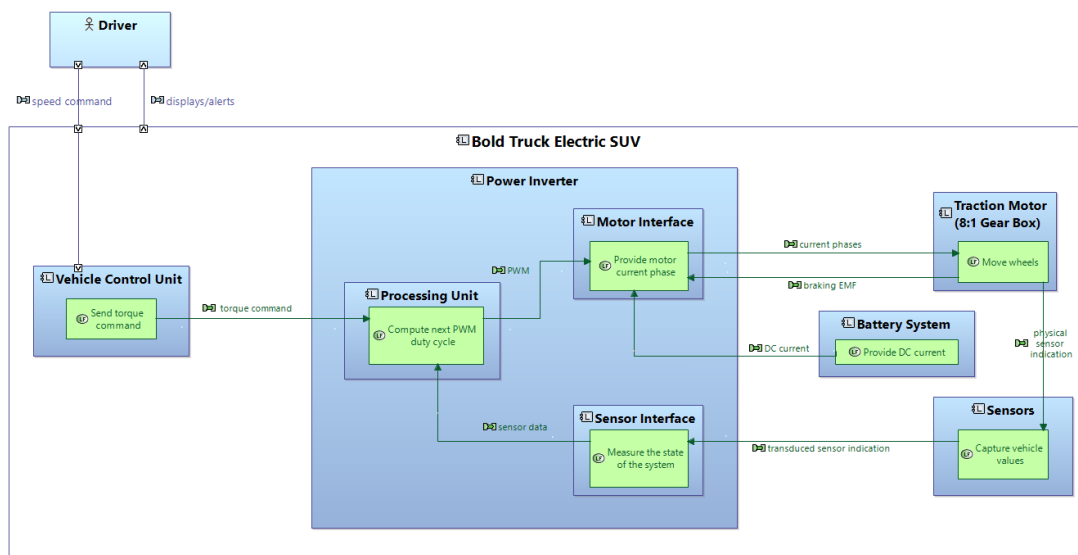 Driver
speed command
displays/alerts
Bold Truck Electric SUV
Power Inverter
Motor Interface
Provide motor
current phase
PWM
current phases
braking EMF
Traction Motor
(8:1 Gear Box)
Move wheels
Vehicle Control Unit
Send torque
command
torque command
Processing Unit
Compute next PWM
duty cycle
Battery System
Provide DC current
DC current
physical
sensor
indication
Sensor Interface
Measure the state
of the system
sensor data
transduced sensor indication
Sensors
Capture vehicle
values